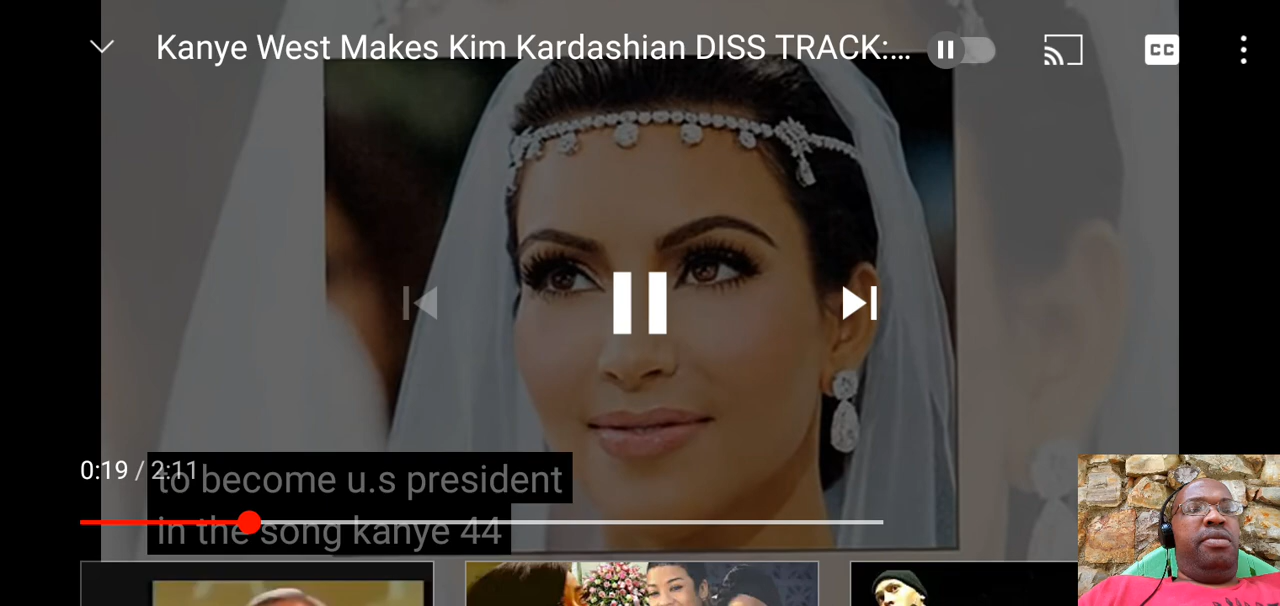 Kanye West Makes Kim Kardashian DISS TRACK:...
CC
0:19 / 2:11
to become u.s president
in the song kanye 44